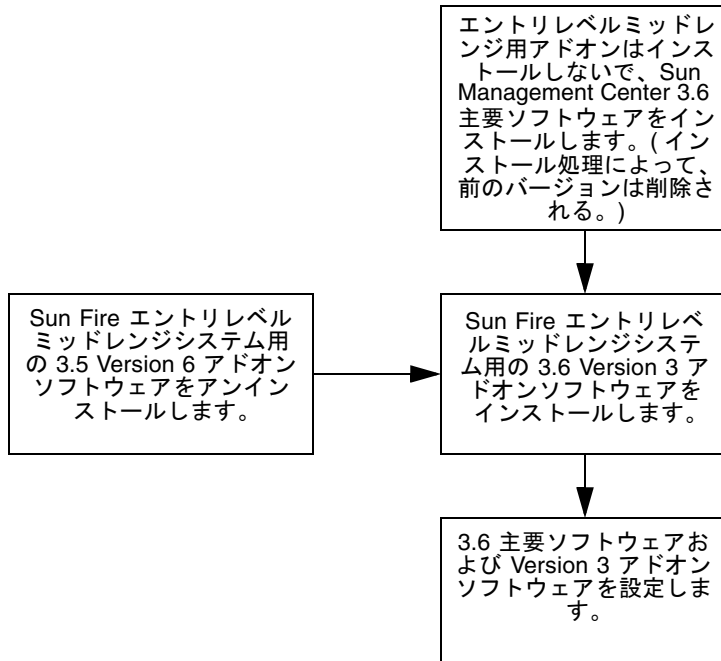 エントリレベルミッドレ
ンジ用アドオンはインス
トールしないで、Sun
Management Center 3.6
主要ソフトウェアをイン
ストールします。( イン
ストール処理によって、
前のバージョンは削除さ
れる。)
Sun Fire エントリレベル
ミッドレンジシステム用
の 3.5 Version 6 アドオン
ソフトウェアをアンイン
ストールします。
Sun Fire エントリレベ
ルミッドレンジシステ
ム用の 3.6 Version 3 ア
ドオンソフトウェアを
インストールします。
3.6 主要ソフトウェアお
よび Version 3 アドオン
ソフトウェアを設定しま
す。